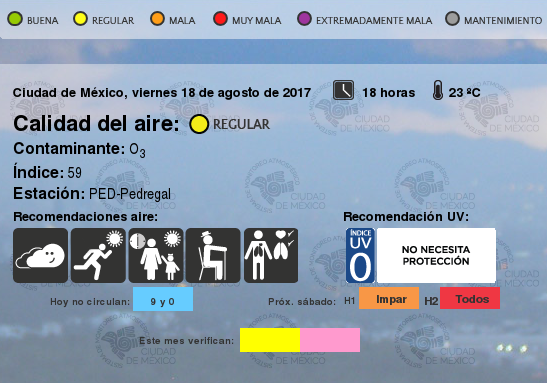 BUENA REGULAR MALA MUY MALA EXTREMADAMENTE MALA MANTENIMIENTO
Ciudad de México, viernes 18 de agosto de 2017 18 horas 23 ºC
Calidad del aire: REGULAR
Contaminante: O3
Índice: 59
Estación: PED-Pedregal
Recomendaciones aire: Recomendación UV:
ÍNDICE
UV
0
NO NECESITA
PROTECCIÓN
Hoy no circulan: 9 y 0 Próx. sábado: H1 Impar H2 Todos
Este mes verifican:
CIUDAD
DE MÉXICO